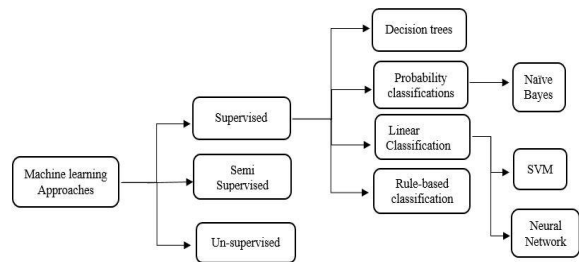 Decision trees
Probability
classifications
Naïve
Bayes
Supervised
Linear
Classification
Machine learning
Approaches
Semi
Supervised
SVM
Rule-based
classification
Un-supervised
Neural
Network